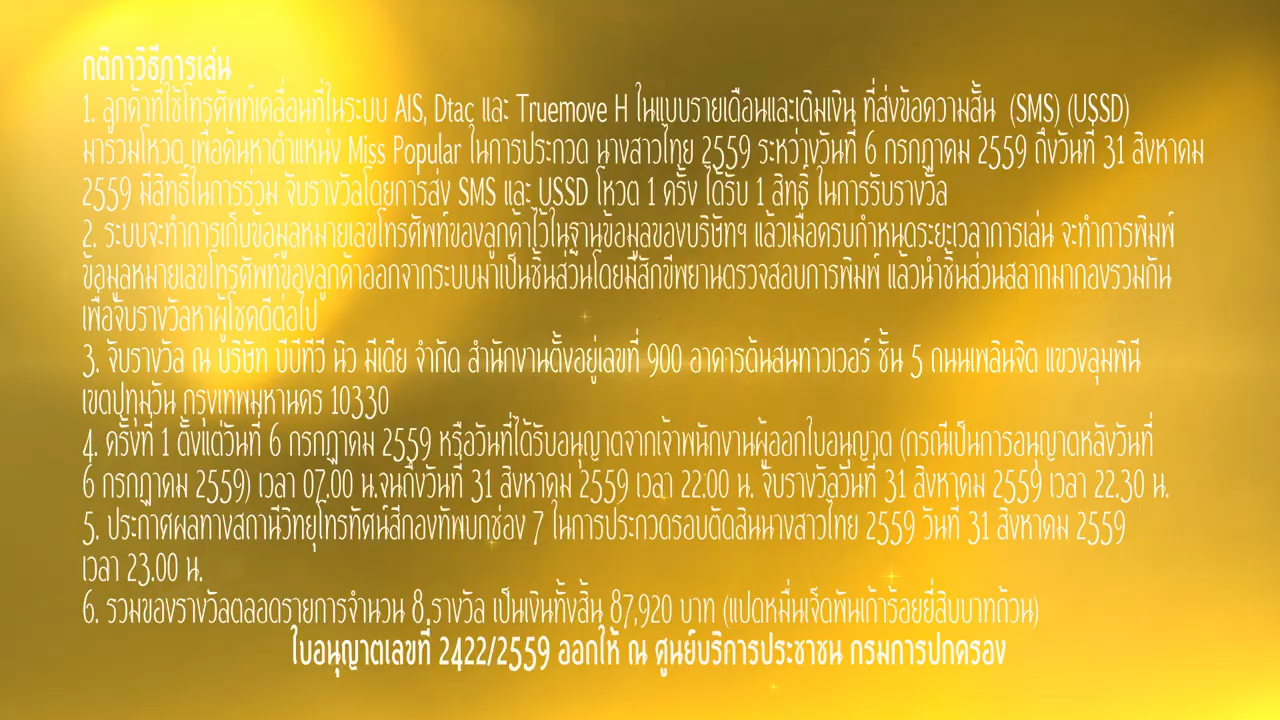 กติกาวิธีการเล่น
1. ลูกค้าที่ใช้โทรศัพท์เคลื่อนที่ในระบบ AIS, Dtac และ Truemove H ในแบบรายเดือนและเติมเงิน ที่ส่งข้อความสั้น (SMS) (USSD)
มาร่วมโหวต เพื่อค้นหาตำแหน่ง Miss Popular ในการประกวด นางสาวไทย 2559 ระหว่างวันที่ 6 กรกฎาคม 2559 ถึงวันที่ 31 สิงหาคม
2559 มีสิทธิ์ในการร่วม จับรางวัลโดยการส่ง SMS และ USSD โหวต 1 ครั้ง ได้รับ 1 สิทธิ์ ในการรับรางวัล
2. ระบบจะทำการเก็บข้อมูลหมายเลขโทรศัพท์ของลูกค้าไว้ในฐานข้อมูลของบริษัทฯ แล้วเมื่อครบกำหนดระยะเวลาการเล่น จะทำการพิมพ์
ข้อมูลหมายเลขโทรศัพท์ของลูกค้าออกจากระบบมาเป็นชิ้นส่วนโดยมีสักขีพยานตรวจสอบการพิมพ์ แล้วนำชิ้นส่วนสลากมากองรวมกัน
เพื่อจับรางวัลหาผู้โชคดีต่อไป
3. จับรางวัล ณ บริษัท บีบีทีวี นิว มีเดีย จำกัด สำนักงานตั้งอยู่เลขที่ 900 อาคารต้นสนทาวเวอร์ ชั้น 5 ถนนเพลินจิต แขวงลุมพินี
เขตปทุมวัน กรุงเทพมหานคร 10330
4. ครั้งที่ 1 ตั้งแต่วันที่ 6 กรกฎาคม 2559 หรือวันที่ได้รับอนุญาตจากเจ้าพนักงานผู้ออกใบอนุญาต (กรณีเป็นการอนุญาตหลังวันที่
6 กรกฎาคม 2559) เวลา 07.00 น.จนถึงวันที่ 31 สิงหาคม 2559 เวลา 22.00 น. จับรางวัลวันที่ 31 สิงหาคม 2559 เวลา 22.30 น.
5. ประกาศผลทางสถานีวิทยุโทรทัศน์สีกองทัพบกช่อง 7 ในการประกวดรอบตัดสินนางสาวไทย 2559 วันที่ 31 สิงหาคม 2559
เวลา 23.00 น.
6. รวมของรางวัลตลอดรายการจำนวน 8 รางวัล เป็นเงินทั้งสิ้น 87,920 บาท (แปดหมื่นเจ็ดพันเก้าร้อยยี่สิบบาทถ้วน)
ใบอนุญาตเลขที่ 2422/2559 ออกให้ ณ ศูนย์บริการประชาชน กรมการปกครอง